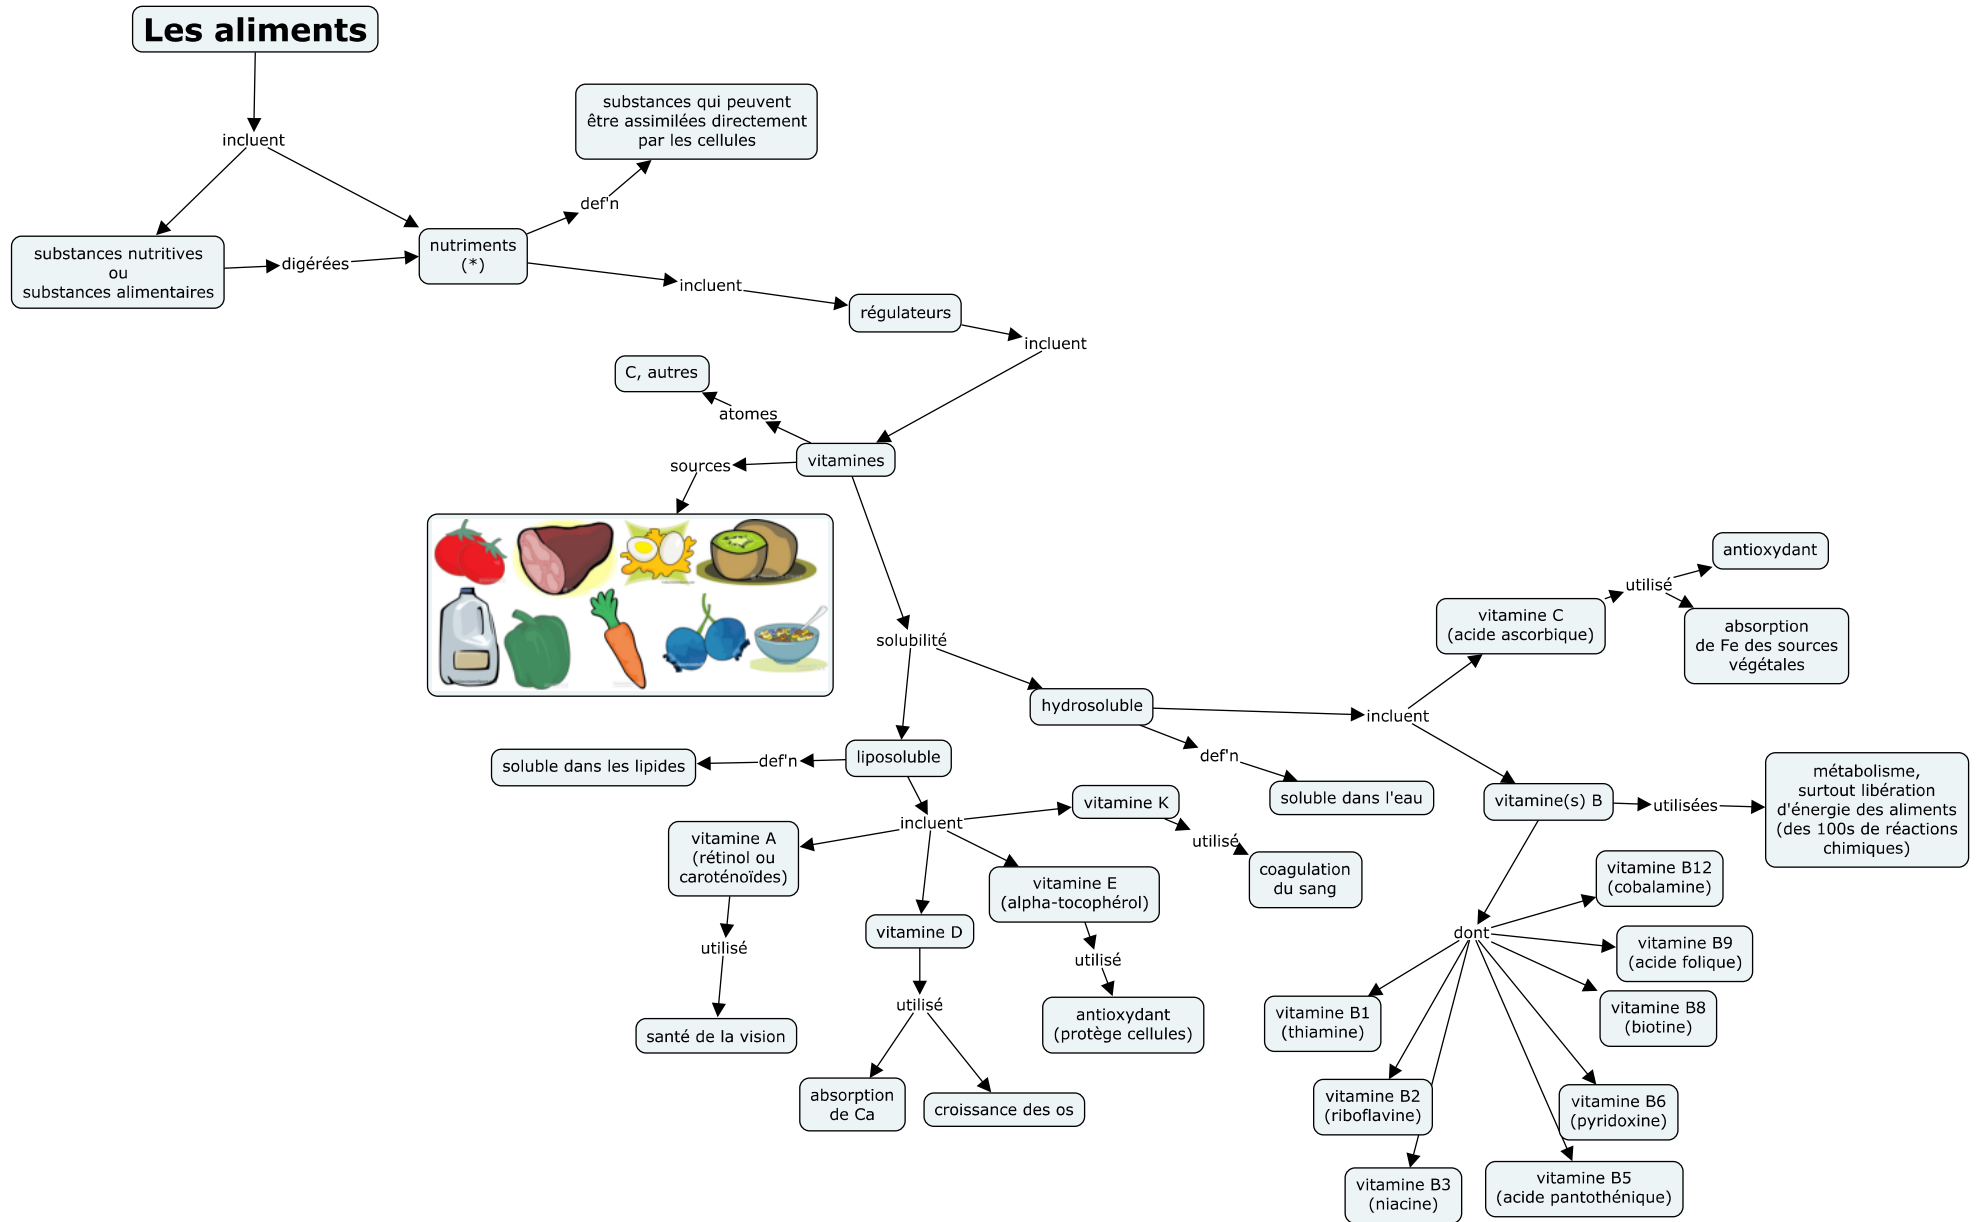 Les aliments
incluent
substances qui peuvent
être assimilées directement
par les cellules
def'n
substances nutritives
ou
substances alimentaires
digérées
nutriments
(*)
incluent
régulateurs
incluent
C, autres
atomes
vitamines
sources
solubilité
hydrosoluble
def'n
soluble dans l'eau
incluent
vitamine C
(acide ascorbique)
utilisé
antioxydant
absorption
de Fe des sources
végétales
vitamine(s) B
utilisées
métabolisme,
surtout libération
d'énergie des aliments
(des 100s de réactions
chimiques)
dont
vitamine B12
(cobalamine)
vitamine B9
(acide folique)
vitamine B8
(biotine)
vitamine B6
(pyridoxine)
vitamine B5
(acide pantothénique)
vitamine B3
(niacine)
vitamine B2
(riboflavine)
vitamine B1
(thiamine)
liposoluble
def'n
soluble dans les lipides
incluent
vitamine K
utilisé
coagulation
du sang
vitamine A
(rétinol ou
caroténoïdes)
utilisé
santé de la vision
vitamine D
utilisé
absorption
de Ca
croissance des os
vitamine E
(alpha-tocophérol)
utilisé
antioxydant
(protège cellules)